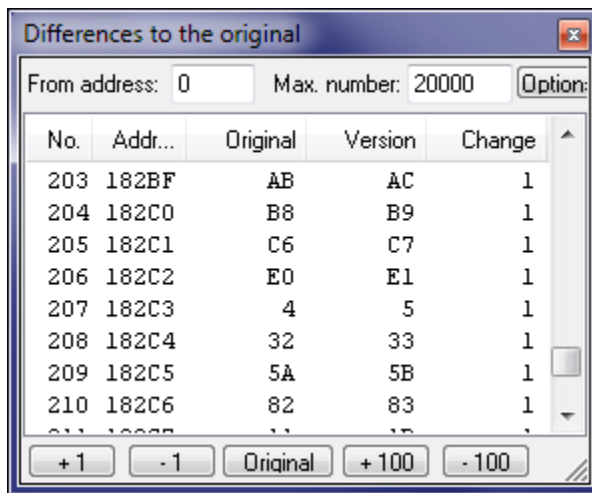 Differences to the original
From address: 0 Max. number: 20000 Option
No. Addr... Original Version Change
203 182BF AB AC 1
204 182C0 B8 B9 1
205 182C1 C6 C7 1
206 182C2 E0 E1 1
207 182C3 4 5 1
208 182C4 32 33 1
209 182C5 5A 5B 1
210 182C6 82 83 1
+1 -1 Original +100 -100